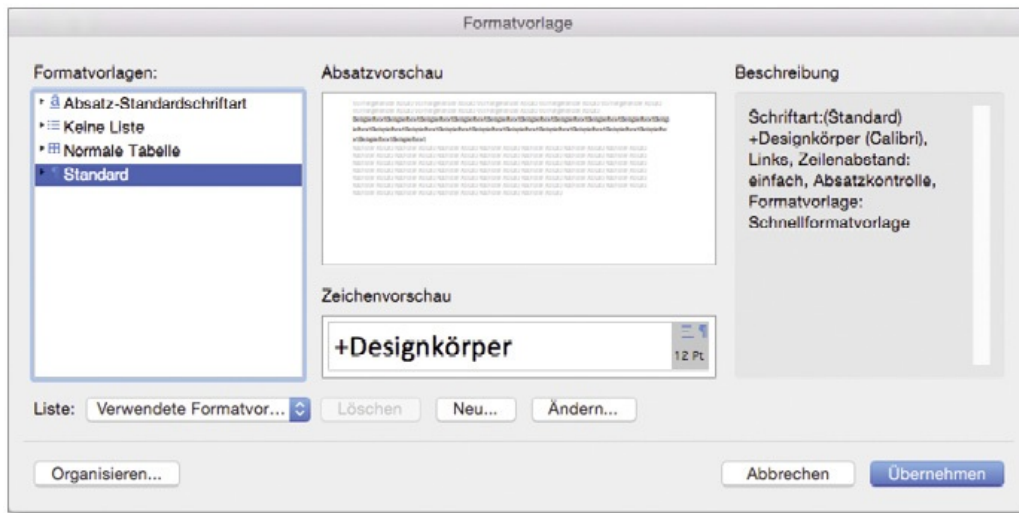 Formatvorlage
Formatvorlagen:
Absatz-Standardschriftart
Keine Liste
Normale Tabelle
Standard
Absatzvorschau
Zeichenvorschau
+Designkörper
12 Pt.
Beschreibung
Schriftart:(Standard)
+Designkörper (Calibri),
Links, Zeilenabstand:
einfach, Absatzkontrolle,
Formatvorlage:
Schnellformatvorlage
Liste: Verwendete Formatvor... Löschen Neu... Ändern...
Organisieren... Abbrechen Übernehmen